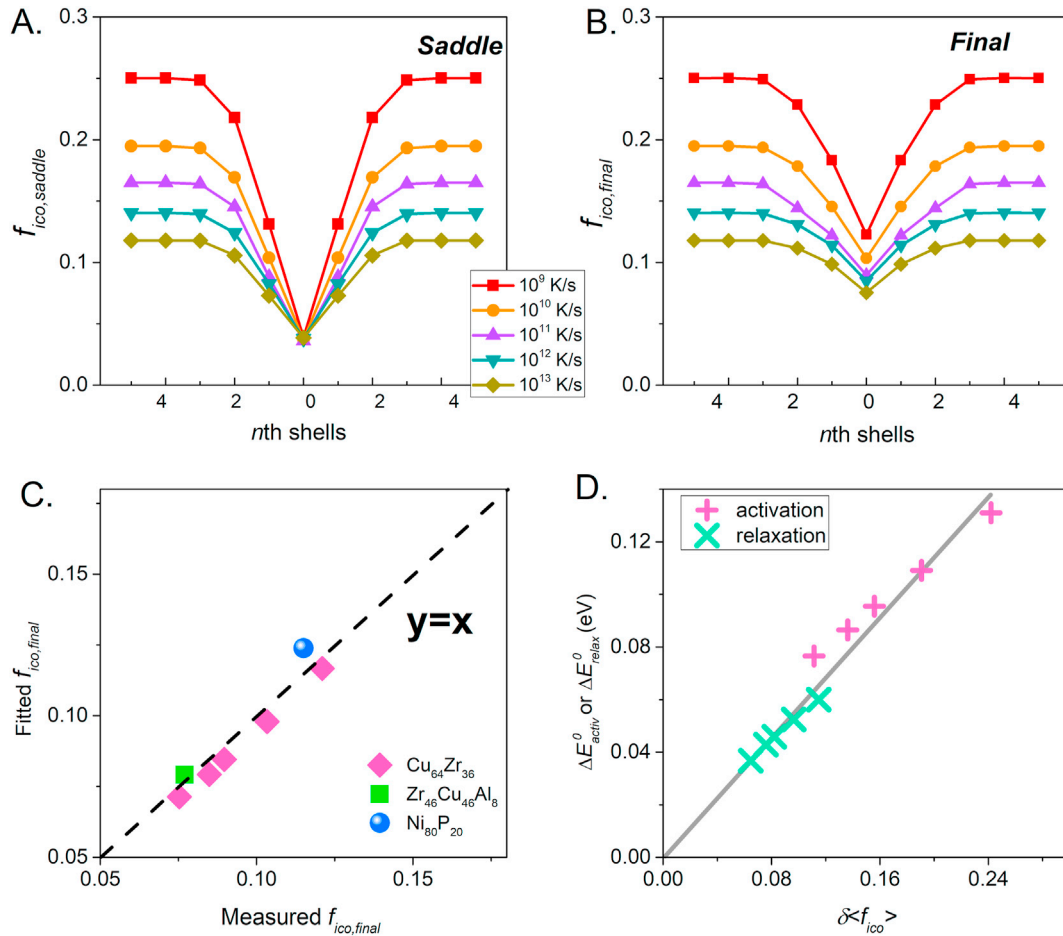 A.
Saddle
0.3
0.2
0.1
0.0
f_ico,saddle
4 2 0 2 4
nth shells
10^9 K/s
10^10 K/s
10^11 K/s
10^12 K/s
10^13 K/s
B.
Final
0.3
0.2
0.1
0.0
f_ico,final
4 2 0 2 4
nth shells
C.
0.15
0.10
0.05
Fitted f_ico,final
y=x
Cu64Zr36
Zr46Cu46Al8
Ni80P20
0.05 0.10 0.15
Measured f_ico,final
D.
activation
relaxation
0.12
0.08
0.04
0.00
ΔE^0_activ or ΔE^0_relax (eV)
0.00 0.08 0.16 0.24
δ<f_ico>